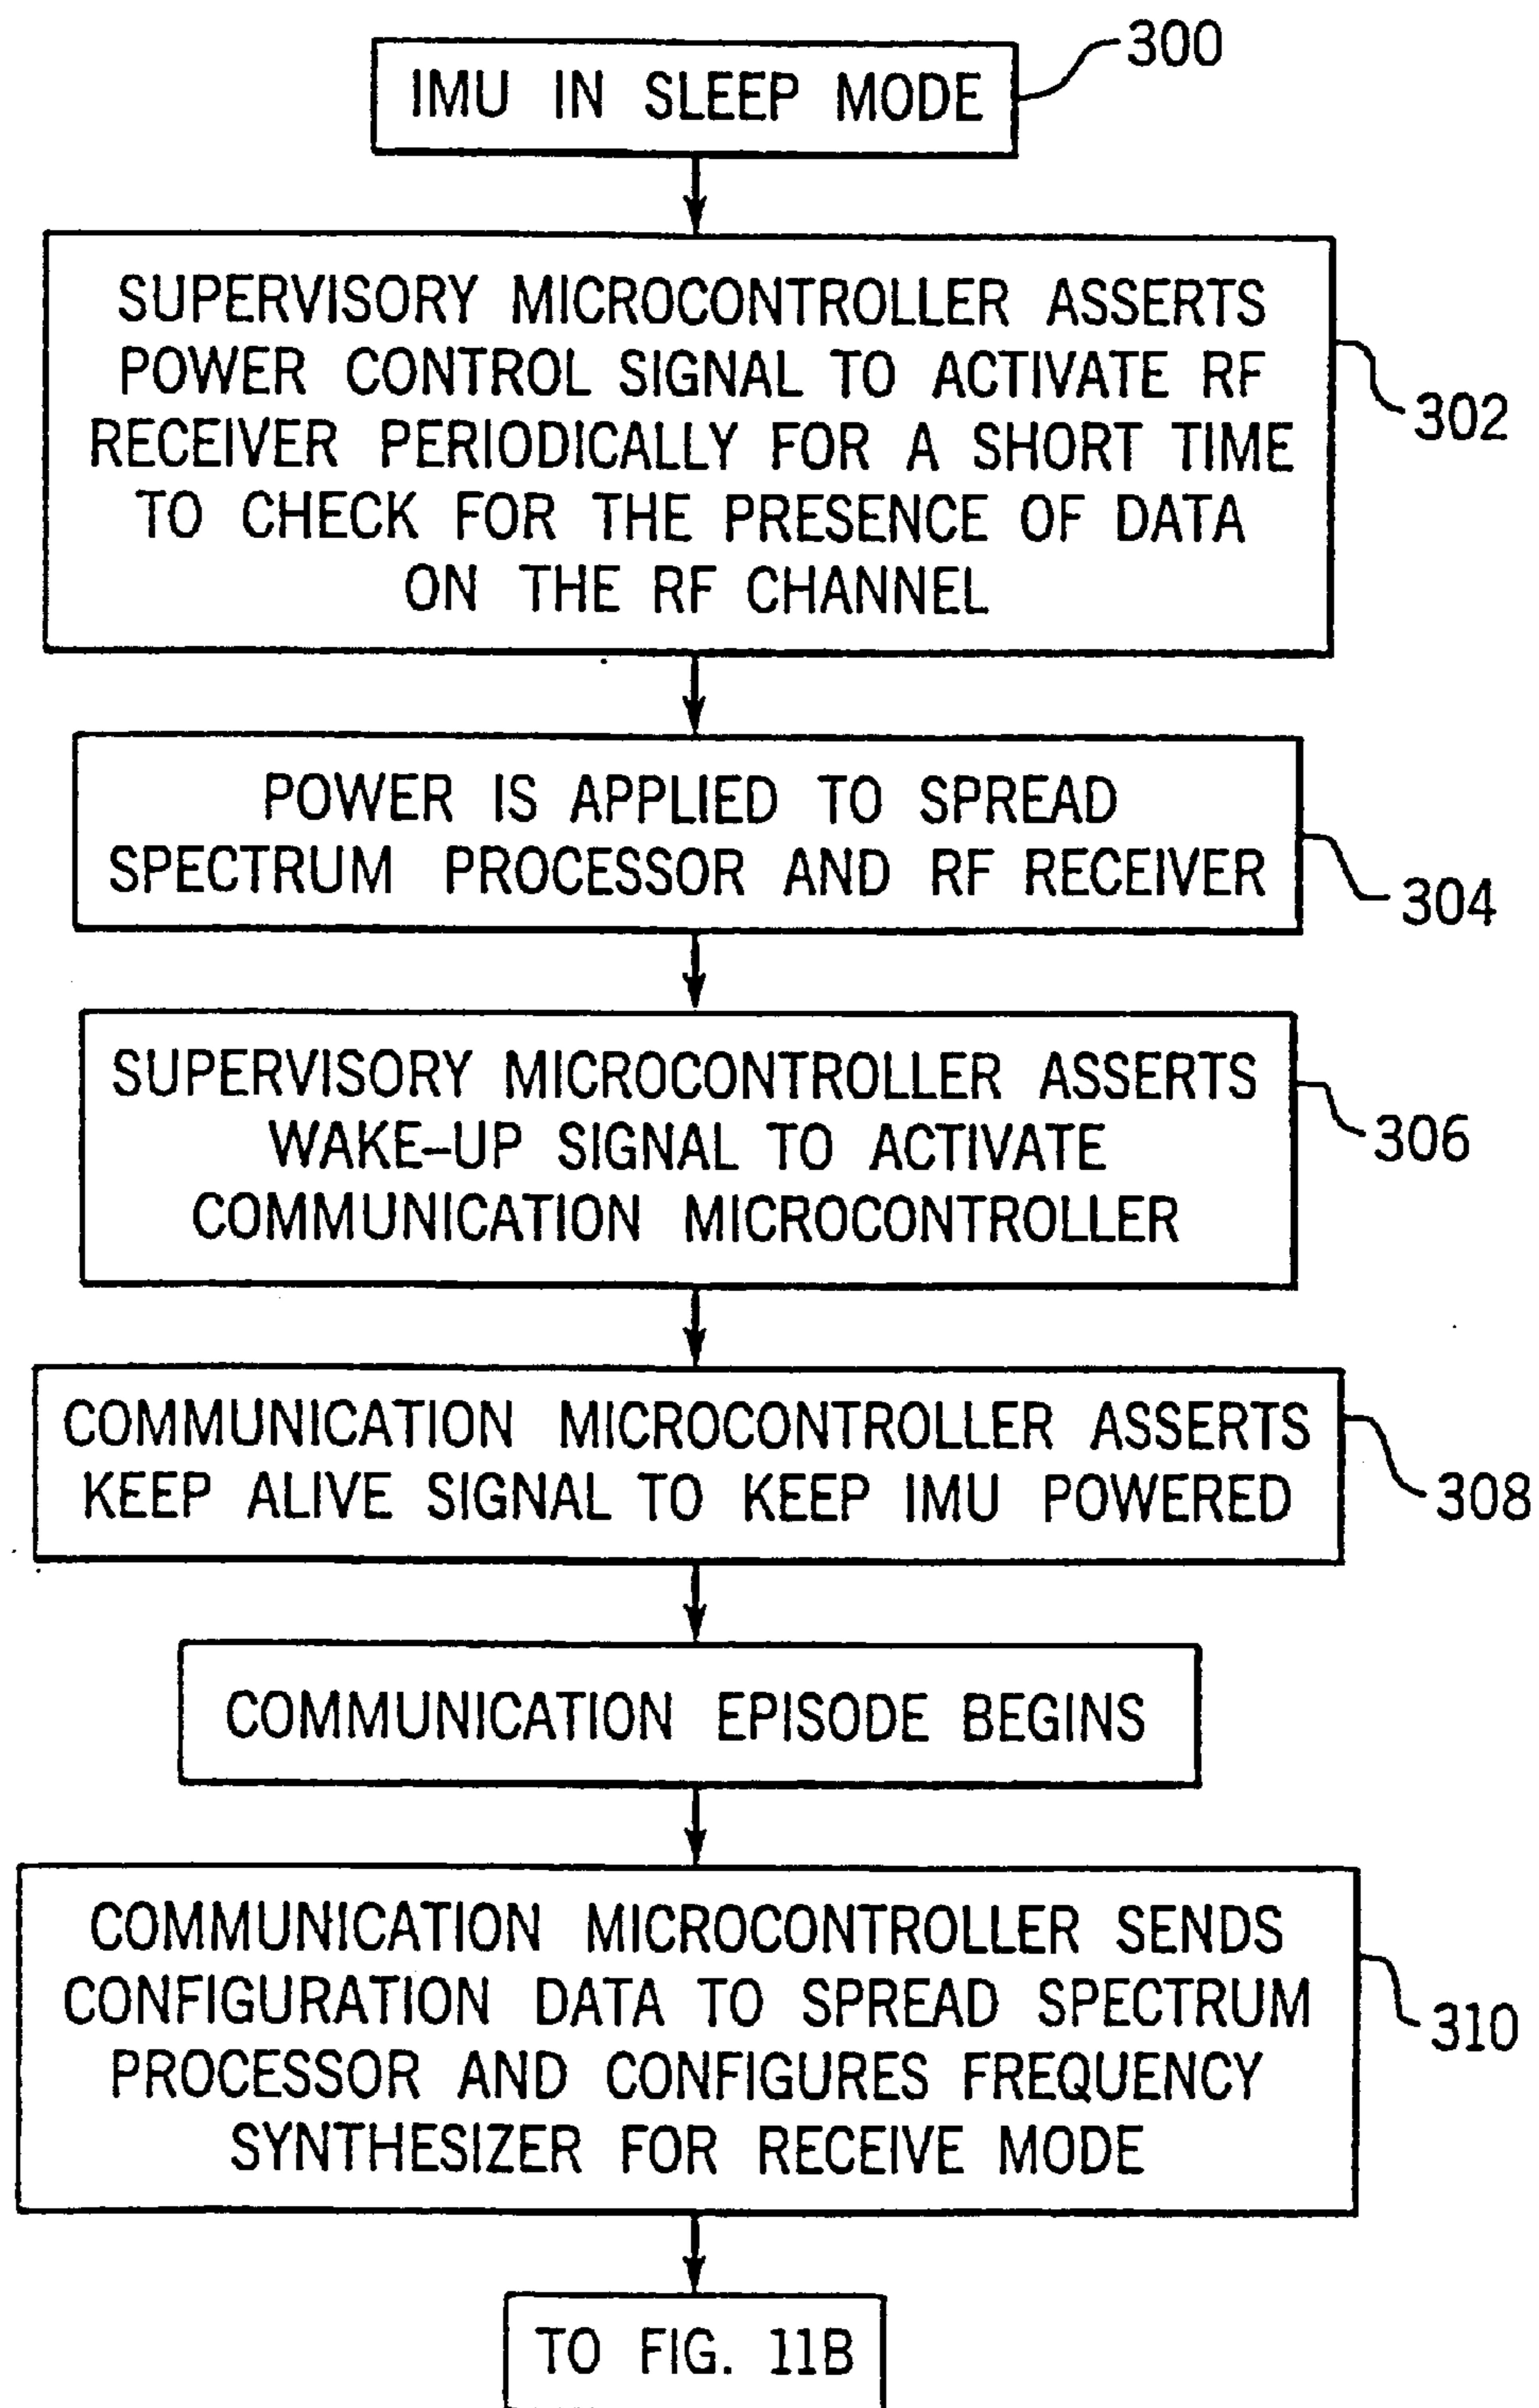 300
IMU IN SLEEP MODE
SUPERVISORY MICROCONTROLLER ASSERTS
POWER CONTROL SIGNAL TO ACTIVATE RF
RECEIVER PERIODICALLY FOR A SHORT TIME
TO CHECK FOR THE PRESENCE OF DATA
ON THE RF CHANNEL
302
POWER IS APPLIED TO SPREAD
SPECTRUM PROCESSOR AND RF RECEIVER
304
SUPERVISORY MICROCONTROLLER ASSERTS
WAKE-UP SIGNAL TO ACTIVATE
COMMUNICATION MICROCONTROLLER
306
COMMUNICATION MICROCONTROLLER ASSERTS
KEEP ALIVE SIGNAL TO KEEP IMU POWERED
308
COMMUNICATION EPISODE BEGINS
COMMUNICATION MICROCONTROLLER SENDS
CONFIGURATION DATA TO SPREAD SPECTRUM
PROCESSOR AND CONFIGURES FREQUENCY
SYNTHESIZER FOR RECEIVE MODE
310
TO FIG. 11B